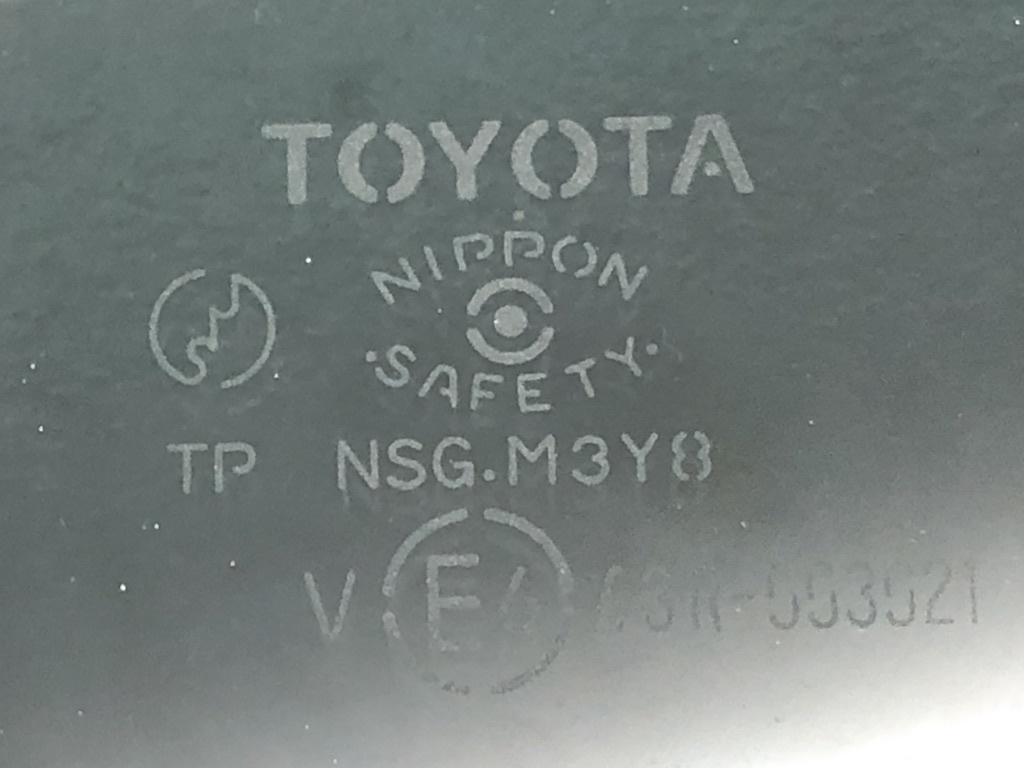 TOYOTA
NIPPON
SAFETY
TP NSG.M3Y8
V E